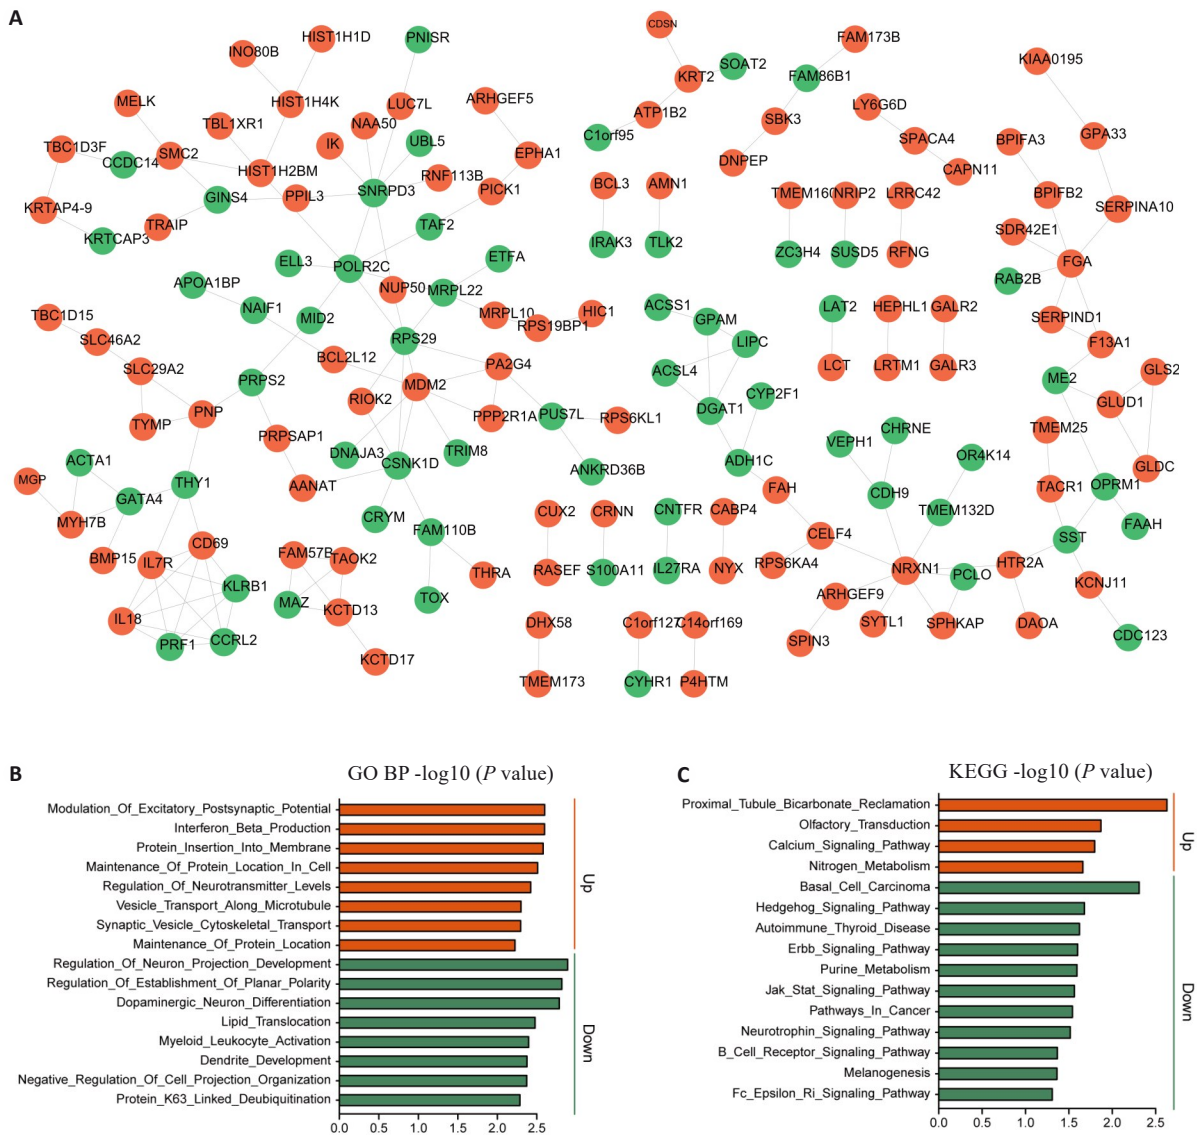 A
HIST1H1D
PNISR
CDSN
FAM173B
INO80B
SOAT2
KIAA0195
KRT2
FAM86B1
MELK
HIST1H4K
LUC7L
ARHGEF5
ATP1B2
LY6G6D
TBL1XR1
NAA50
SBK3
C1orf95
SPACA4
GPA33
BPIFA3
TBC1D3F
CCDC14
SMC2
IK
UBL5
EPHA1
DNPEP
CAPN11
HIST1H2BM
RNF113B
PICK1
BCL3
AMN1
TMEM160
NRIP2
LRRC42
BPIFB2
GINS4
PPIL3
SNRPD3
KRTAP4-9
SERPINA10
TRAIP
TAF2
SDR42E1
KRTCAP3
IRAK3
TLK2
ZC3H4
SUSD5
RFNG
ELL3
POLR2C
ETFA
FGA
RAB2B
APOA1BP
NUP50
MRPL22
NAIF1
MID2
MRPL10
RPS19BP1
HIC1
ACSS1
GPAM
LAT2
HEPHL1
GALR2
SERPIND1
TBC1D15
SLC46A2
RPS29
LIPC
F13A1
BCL2L12
PA2G4
ACSL4
LCT
LRTM1
GALR3
SLC29A2
PRPS2
MDM2
ME2
GLS2
RIOK2
CYP2F1
GLUD1
TYMP
PNP
PPP2R1A
PUS7L
RPS6KL1
DGAT1
PRPSAP1
VEPH1
CHRNE
TMEM25
ACTA1
DNAJA3
CSNK1D
TRIM8
ANKRD36B
ADH1C
OR4K14
GLDC
MGP
THY1
AANAT
FAH
CDH9
TACR1
OPRM1
GATA4
MYH7B
CRYM
FAM110B
CUX2
CRNN
CNTFR
CABP4
TMEM132D
FAAH
CELF4
SST
CD69
BMP15
IL7R
FAM57B
TAOK2
THRA
RASEF
S100A11
IL27RA
NYX
RPS6KA4
NRXN1
PCLO
HTR2A
KLRB1
KCNJ11
MAZ
KCTD13
TOX
ARHGEF9
IL18
DHX58
C1orf127
C14orf169
SYTL1
SPHKAP
DAOA
PRF1
CCRL2
SPIN3
CDC123
KCTD17
TMEM173
CYHR1
P4HTM
B
GO BP -log10 (P value)
Modulation_Of_Excitatory_Postsynaptic_Potential
Interferon_Beta_Production
Protein_Insertion_Into_Membrane
Maintenance_Of_Protein_Location_In_Cell
Regulation_Of_Neurotransmitter_Levels
Vesicle_Transport_Along_Microtubule
Synaptic_Vesicle_Cytoskeletal_Transport
Maintenance_Of_Protein_Location
Regulation_Of_Neuron_Projection_Development
Regulation_Of_Establishment_Of_Planar_Polarity
Dopaminergic_Neuron_Differentiation
Lipid_Translocation
Myeloid_Leukocyte_Activation
Dendrite_Development
Negative_Regulation_Of_Cell_Projection_Organization
Protein_K63_Linked_Deubiquitination
0.0 0.5 1.0 1.5 2.0 2.5
Up
Down
C
KEGG -log10 (P value)
Proximal_Tubule_Bicarbonate_Reclamation
Olfactory_Transduction
Calcium_Signaling_Pathway
Nitrogen_Metabolism
Basal_Cell_Carcinoma
Hedgehog_Signaling_Pathway
Autoimmune_Thyroid_Disease
Erbb_Signaling_Pathway
Purine_Metabolism
Jak_Stat_Signaling_Pathway
Pathways_In_Cancer
Neurotrophin_Signaling_Pathway
B_Cell_Receptor_Signaling_Pathway
Melanogenesis
Fc_Epsilon_Ri_Signaling_Pathway
0.0 0.5 1.0 1.5 2.0 2.5
Up
Down